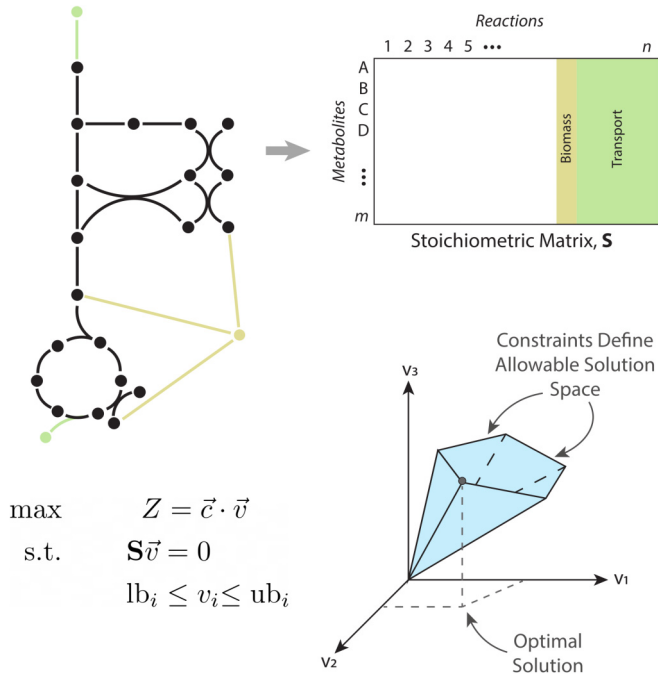 Reactions
1 2 3 4 5 ••• n
Metabolites
A
B
C
D
•••
m
Biomass
Transport
Stoichiometric Matrix, S
Constraints Define
Allowable Solution
Space
v₃
v₁
v₂
Optimal
Solution
max Z = c⃗ · v⃗
s.t. Sv⃗ = 0
lbᵢ ≤ vᵢ ≤ ubᵢ